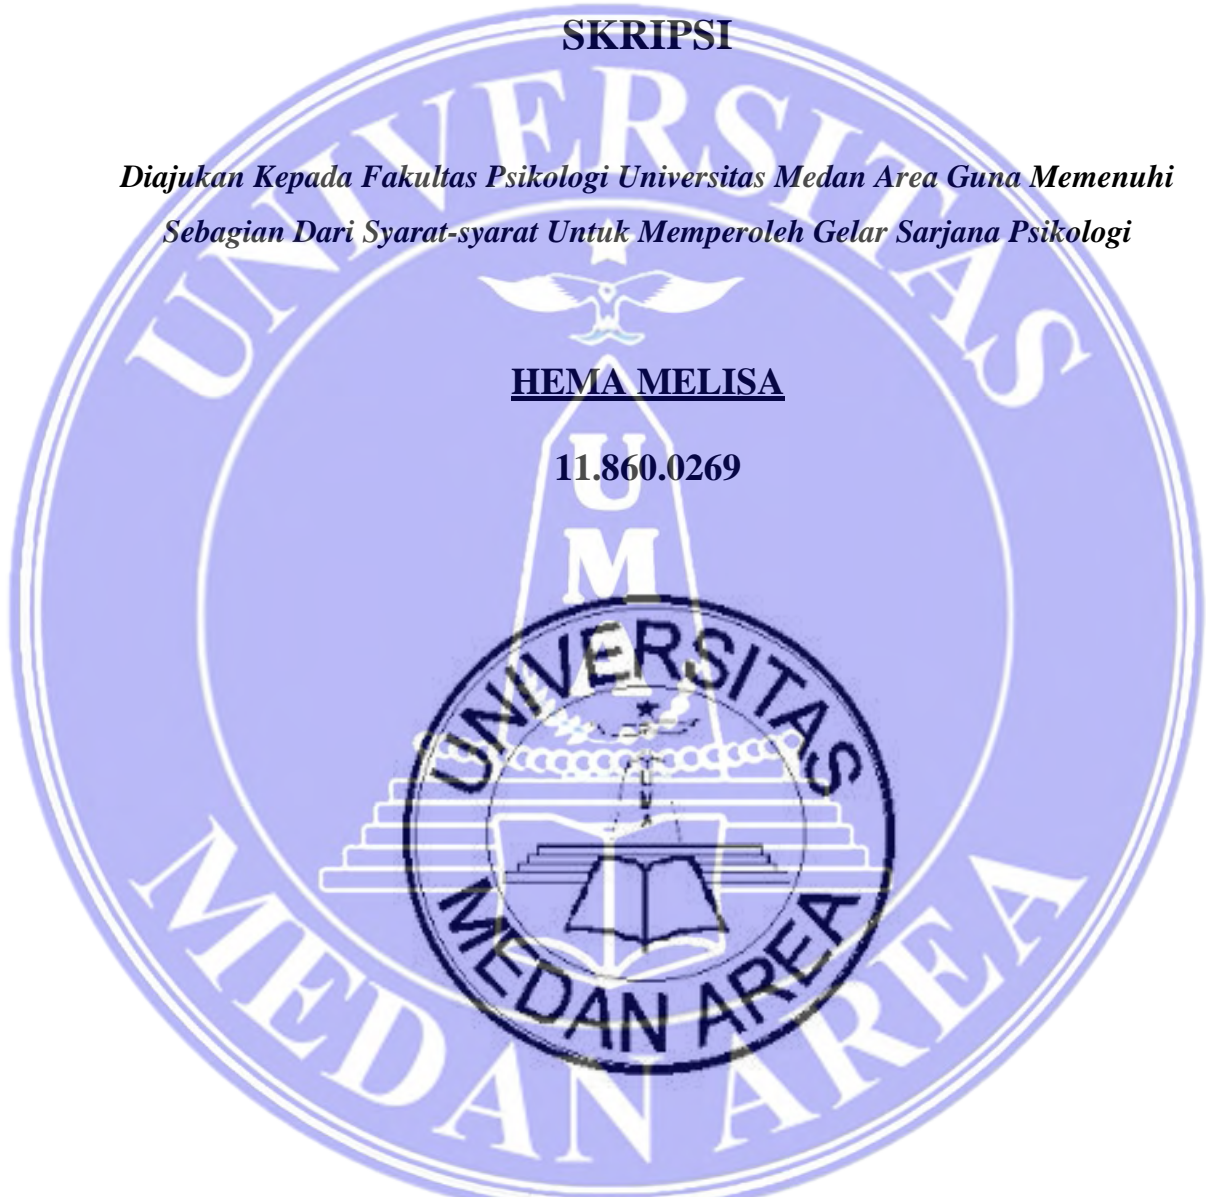 SKRIPSI
Diajukan Kepada Fakultas Psikologi Universitas Medan Area Guna Memenuhi
Sebagian Dari Syarat-syarat Untuk Memperoleh Gelar Sarjana Psikologi
HEMA MELISA
11.860.0269
UNIVERSITAS
U
M
A
MEDAN AREA
UNIVERSITAS
U
M
A
MEDAN AREA